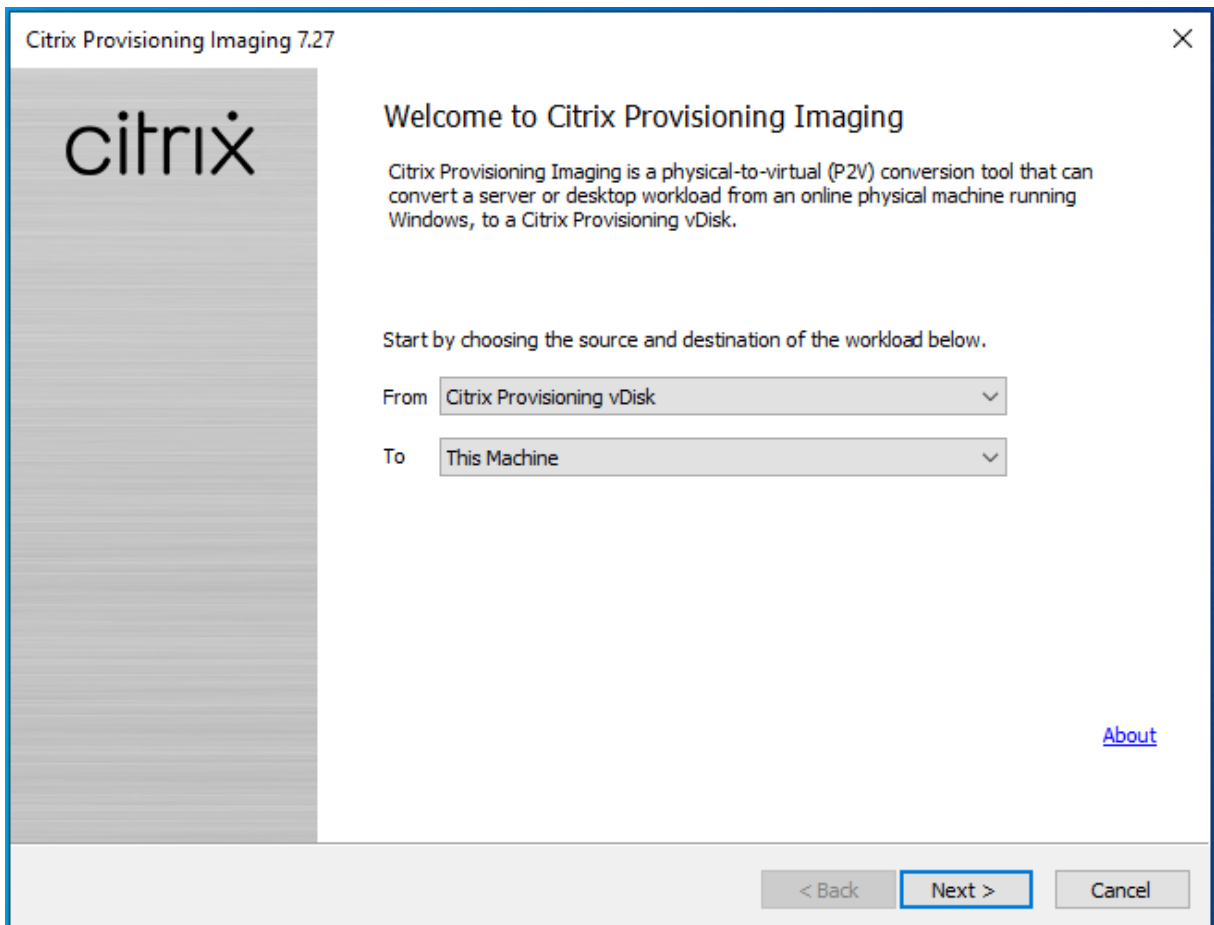 Citrix Provisioning Imaging 7.27
citrix
Welcome to Citrix Provisioning Imaging
Citrix Provisioning Imaging is a physical-to-virtual (P2V) conversion tool that can
convert a server or desktop workload from an online physical machine running
Windows, to a Citrix Provisioning vDisk.
Start by choosing the source and destination of the workload below.
From Citrix Provisioning vDisk
To This Machine
About
< Back Next > Cancel